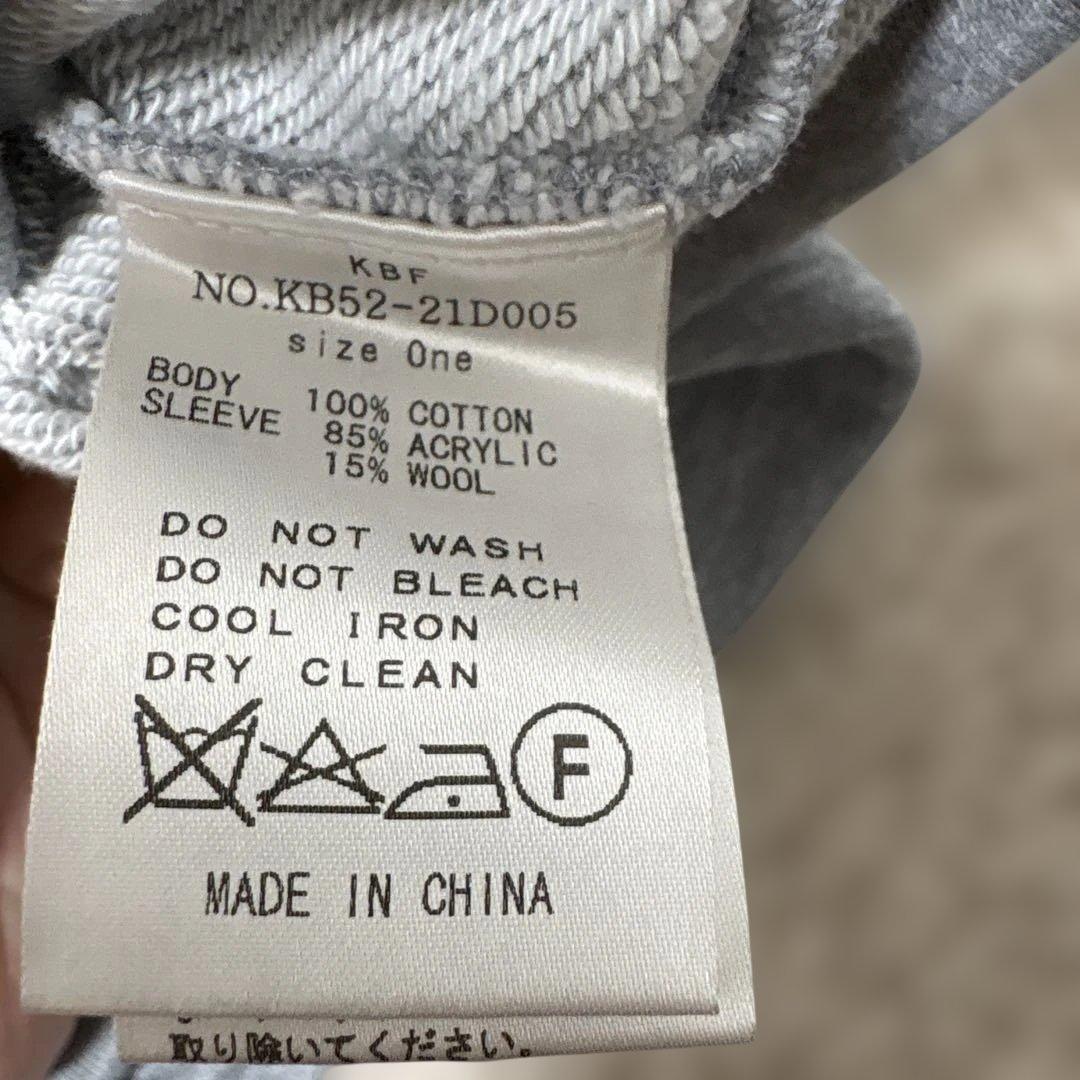 KBF
NO.KB52-21D005
size One
BODY
100% COTTON
SLEEVE
85% ACRYLIC
15% WOOL
DO NOT WASH
DO NOT BLEACH
COOL IRON
DRY CLEAN
F
MADE IN CHINA
取り除いてください。